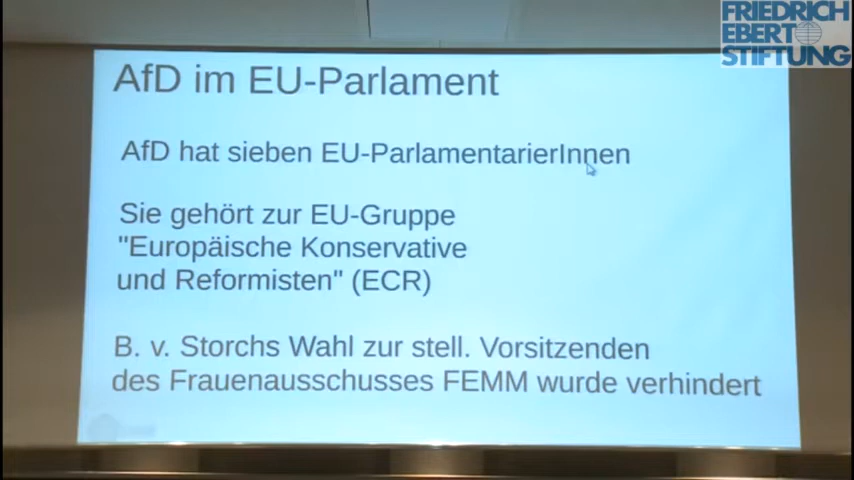 FRIEDRICH
EBERT
STIFTUNG
AfD im EU-Parlament
AfD hat sieben EU-ParlamentarierInnen
Sie gehört zur EU-Gruppe
"Europäische Konservative
und Reformisten" (ECR)
B. v. Storchs Wahl zur stell. Vorsitzenden
des Frauenausschusses FEMM wurde verhindert